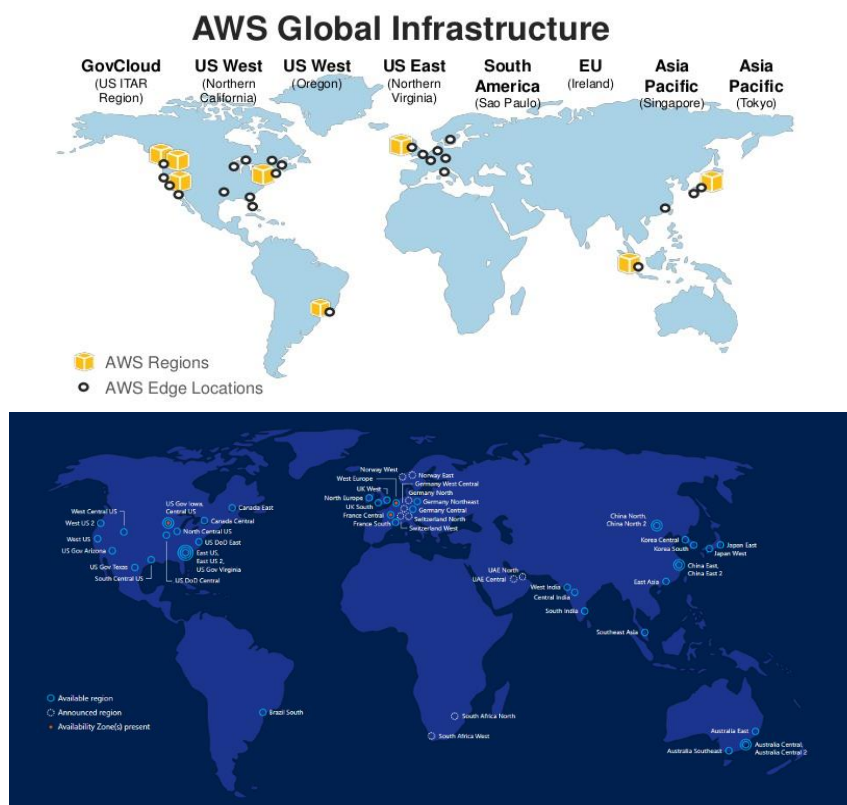 AWS Global Infrastructure
GovCloud
(US ITAR
Region)
US West
(Northern
California)
US West
(Oregon)
US East
(Northern
Virginia)
South
America
(Sao Paulo)
EU
(Ireland)
Asia
Pacific
(Singapore)
Asia
Pacific
(Tokyo)
AWS Regions
AWS Edge Locations
Norway West
Norway East
West Europe
Germany West Central
UK West
Germany North
North Europe
Germany Northeast
UK South
Germany Central
France Central
Switzerland North
France South
Switzerland West
US Gov Iowa,
Central US
Canada East
West Central US
West US 2
Canada Central
North Central US
West US
US DoD East
US Gov Arizona
East US,
East US 2,
US Gov Virginia
US Gov Texas
South Central US
US DoD Central
China North,
China North 2
Korea Central
Korea South
Japan East
Japan West
China East,
China East 2
East Asia
UAE North
UAE Central
West India
Central India
South India
Southeast Asia
Available region
Announced region
Availability Zone(s) present
Brazil South
South Africa North
South Africa West
Australia East
Australia Southeast
Australia Central,
Australia Central 2